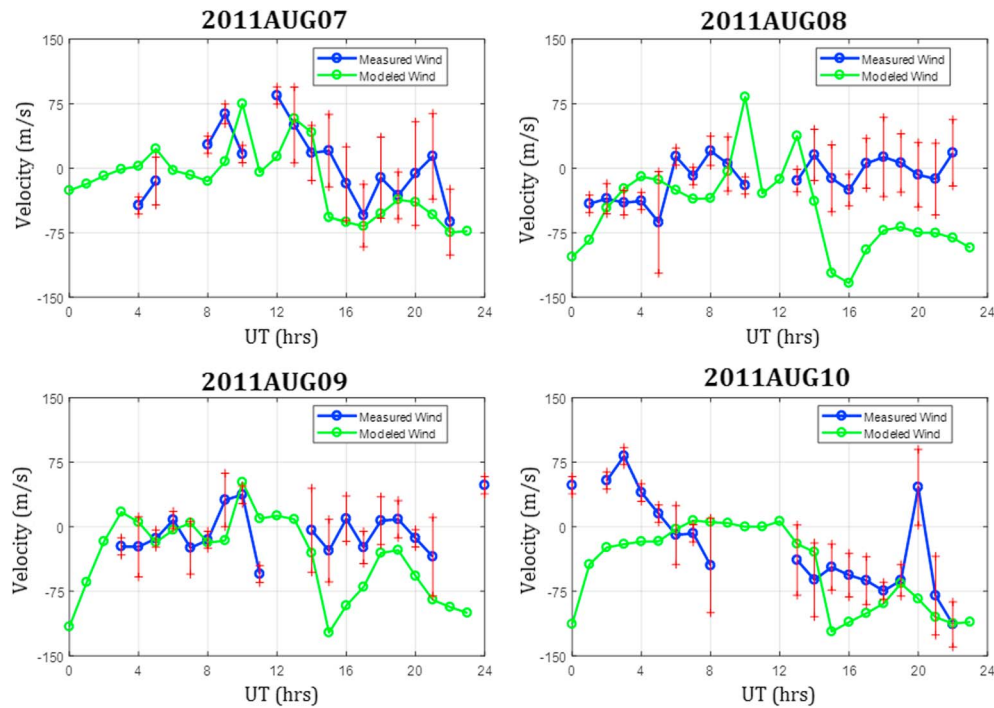 2011AUG07
Velocity (m/s)
150
75
0
-75
-150
Measured Wind
Modeled Wind
0 4 8 12 16 20 24
UT (hrs)
2011AUG08
Velocity (m/s)
150
75
0
-75
-150
Measured Wind
Modeled Wind
0 4 8 12 16 20 24
UT (hrs)
2011AUG09
Velocity (m/s)
150
75
0
-75
-150
Measured Wind
Modeled Wind
0 4 8 12 16 20 24
UT (hrs)
2011AUG10
Velocity (m/s)
150
75
0
-75
-150
Measured Wind
Modeled Wind
0 4 8 12 16 20 24
UT (hrs)